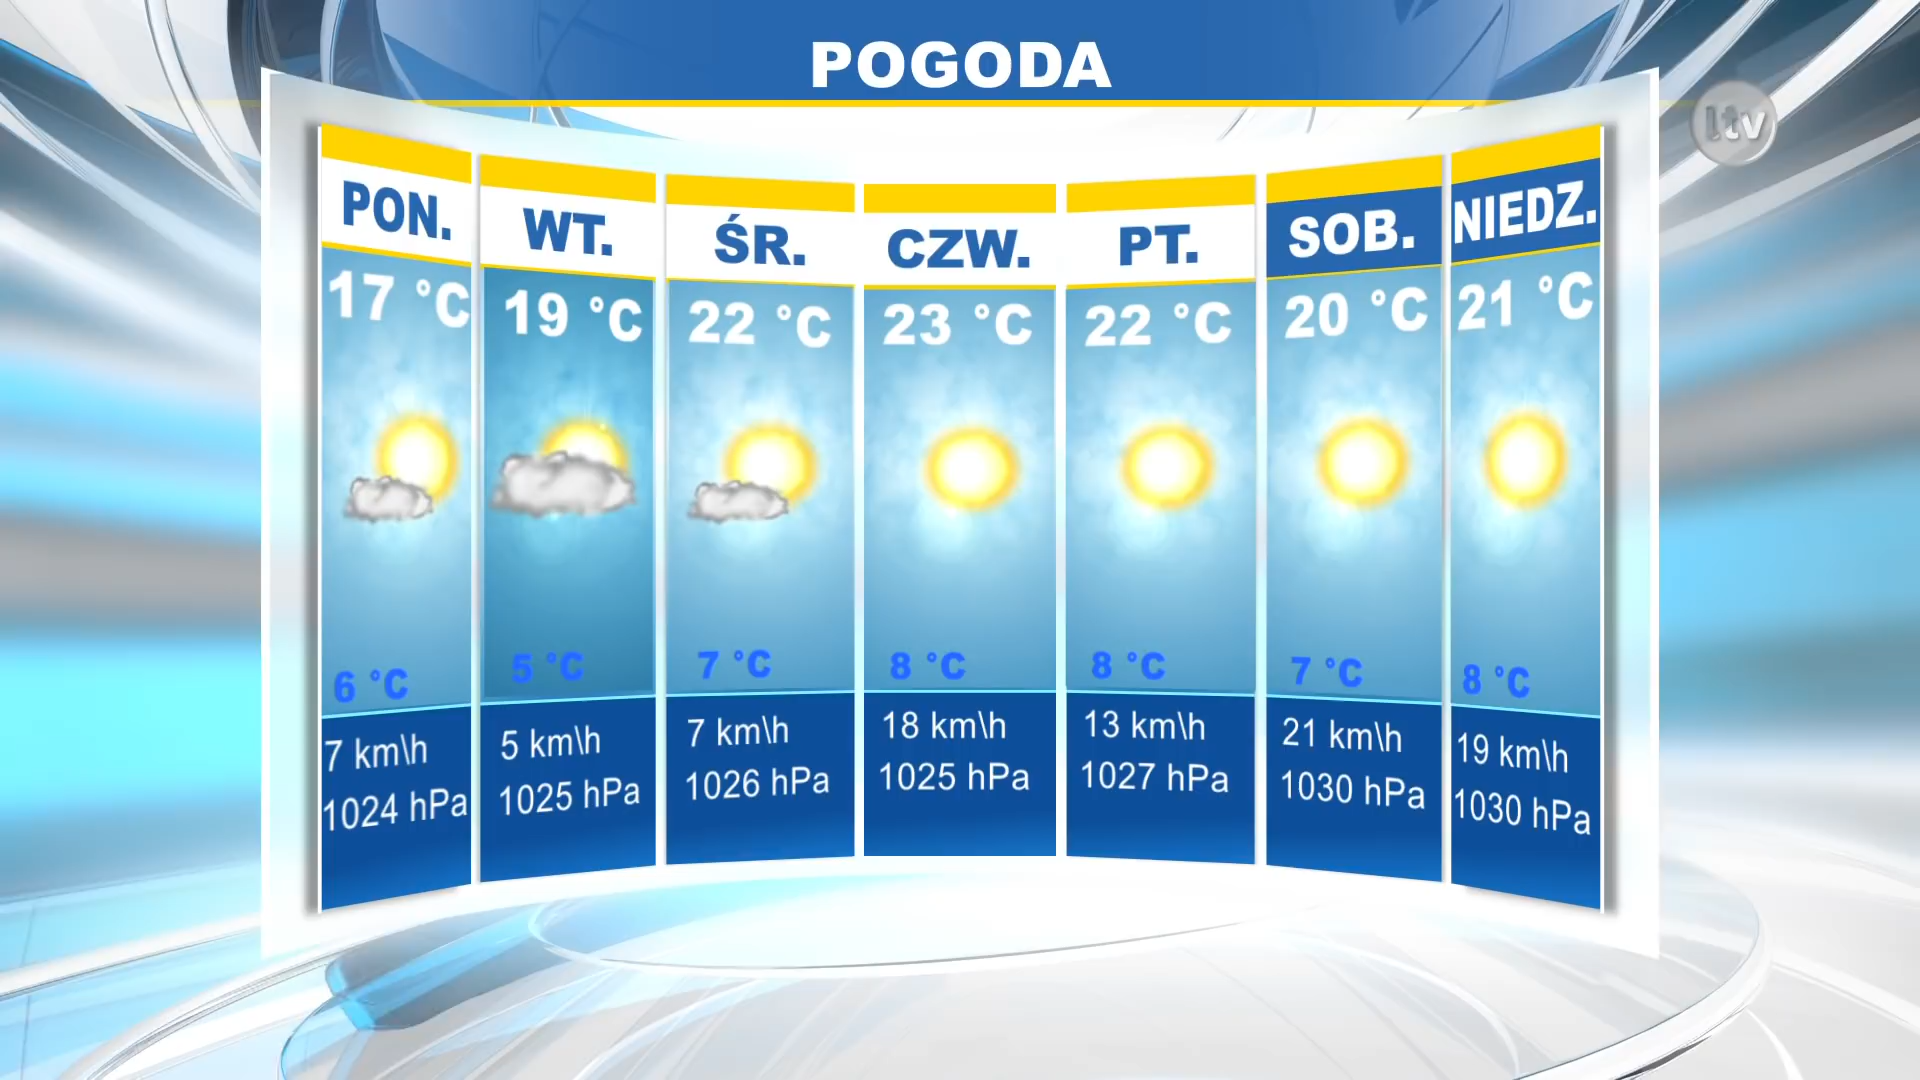 POGODA
ltv
PON.
17 °C
6 °C
7 km\h
1024 hPa
WT.
19 °C
5 °C
5 km\h
1025 hPa
ŚR.
22 °C
7 °C
7 km\h
1026 hPa
CZW.
23 °C
8 °C
18 km\h
1025 hPa
PT.
22 °C
8 °C
13 km\h
1027 hPa
SOB.
20 °C
7 °C
21 km\h
1030 hPa
NIEDZ.
21 °C
8 °C
19 km\h
1030 hPa